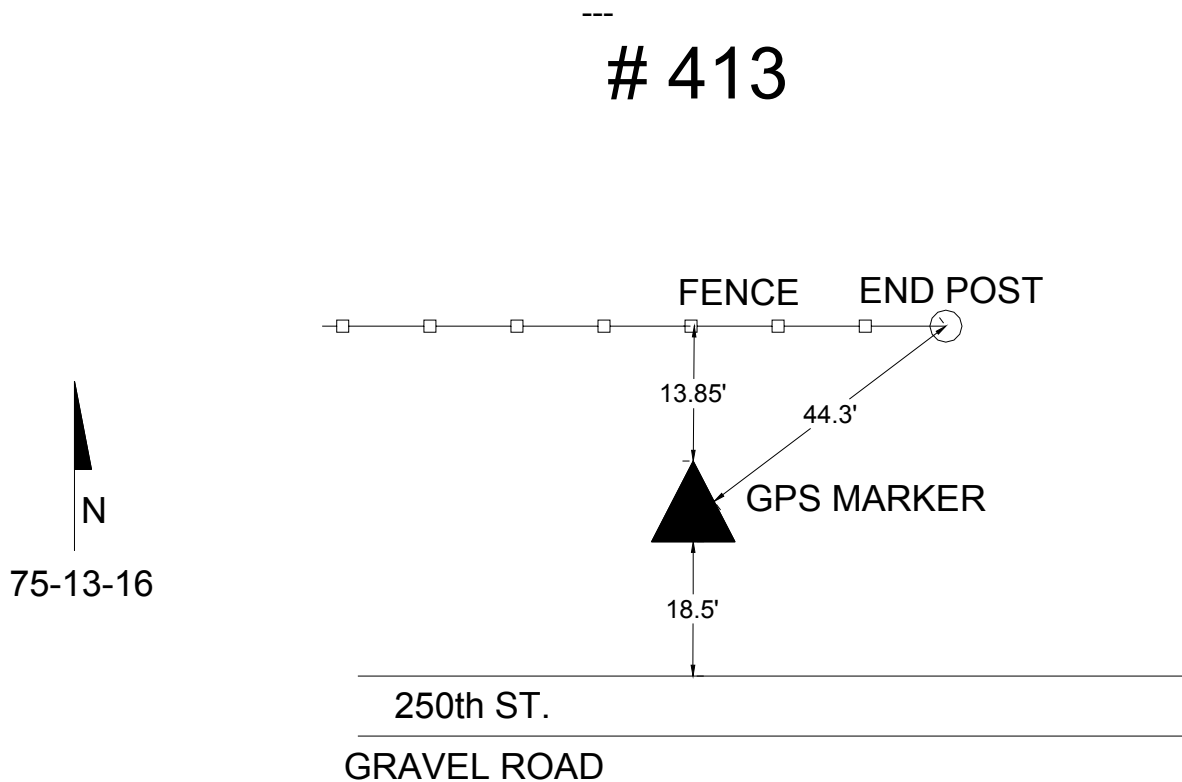 ---
# 413
FENCE
END POST
13.85'
44.3'
GPS MARKER
N
75-13-16
18.5'
250th ST.
GRAVEL ROAD